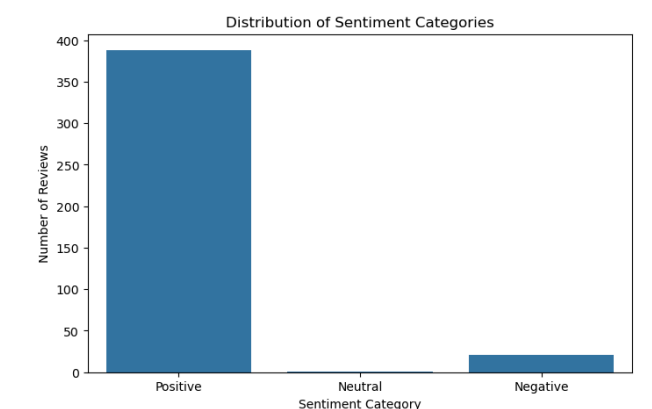 Distribution of Sentiment Categories
400
350
300
250
200
150
100
50
0
Number of Reviews
Positive Neutral Negative
Sentiment Category